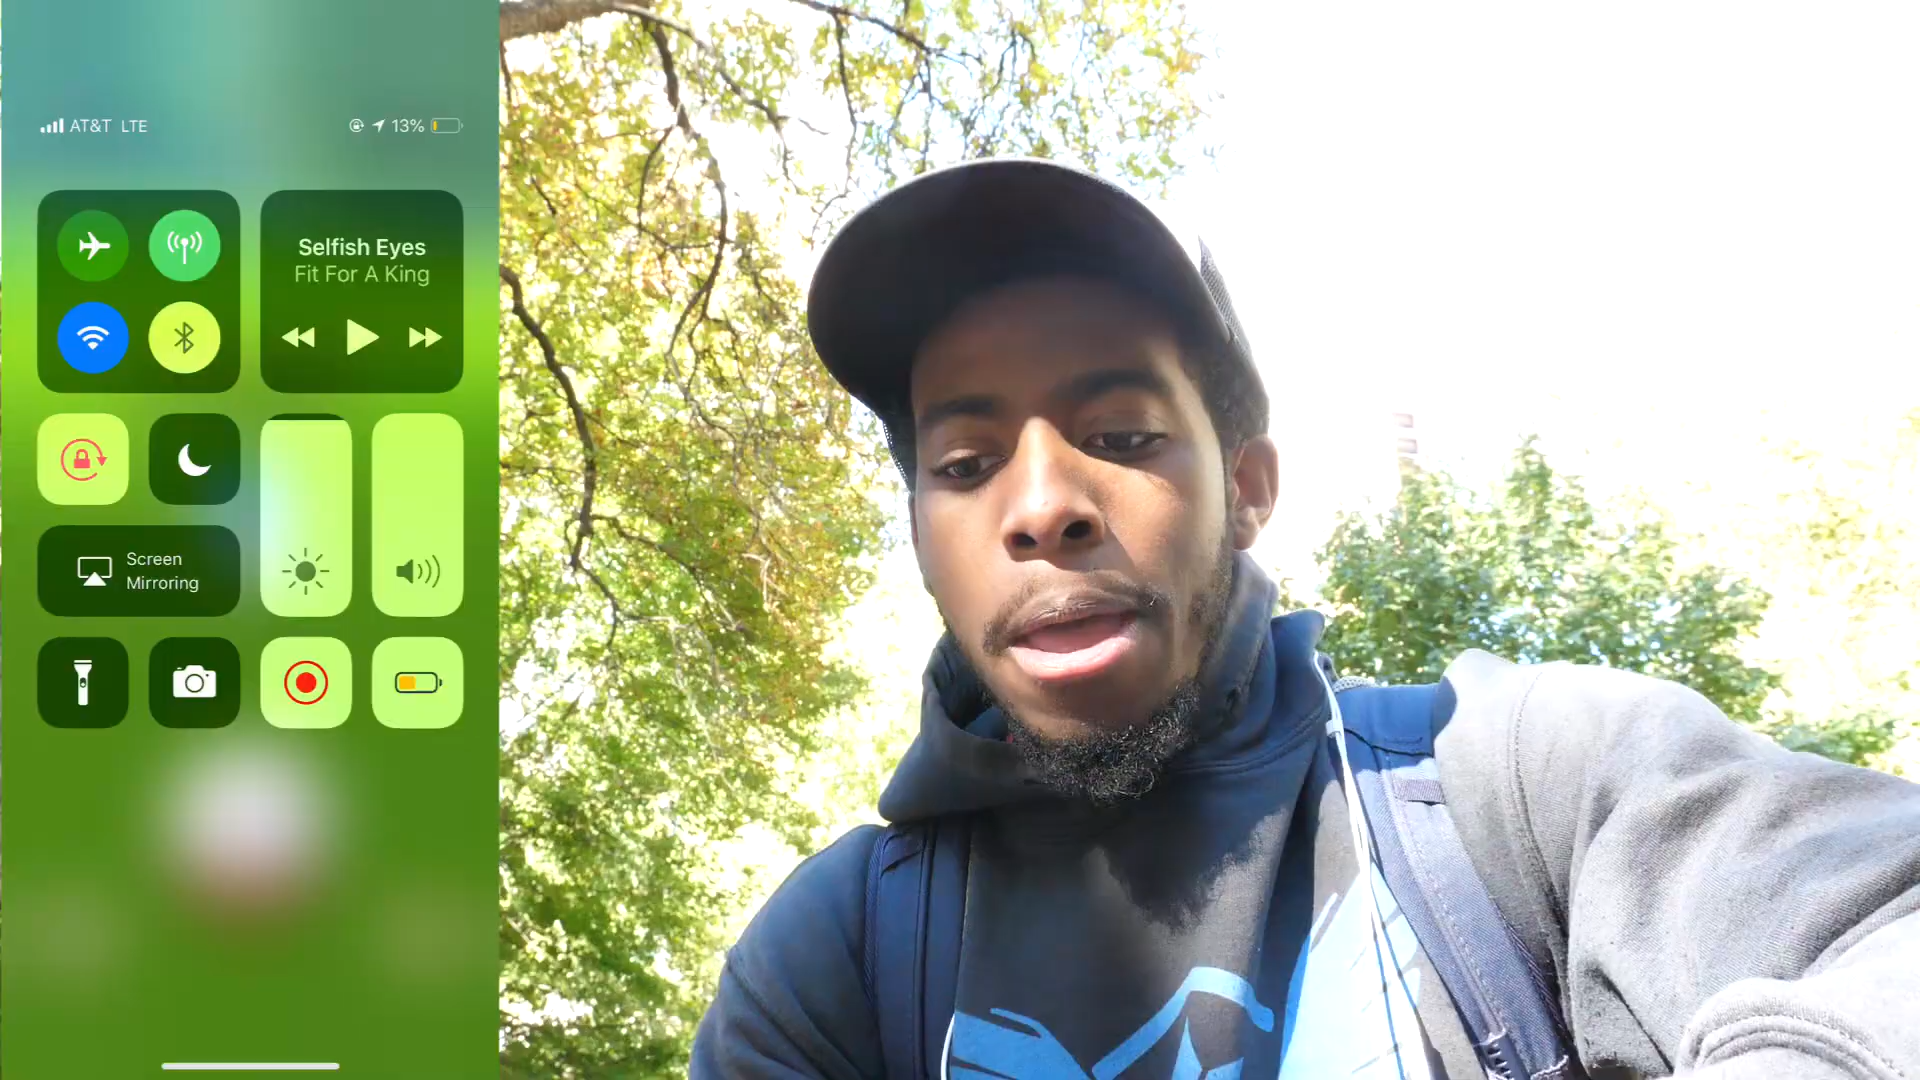 AT&T LTE
13%
Selfish Eyes
Fit For A King
Screen
Mirroring